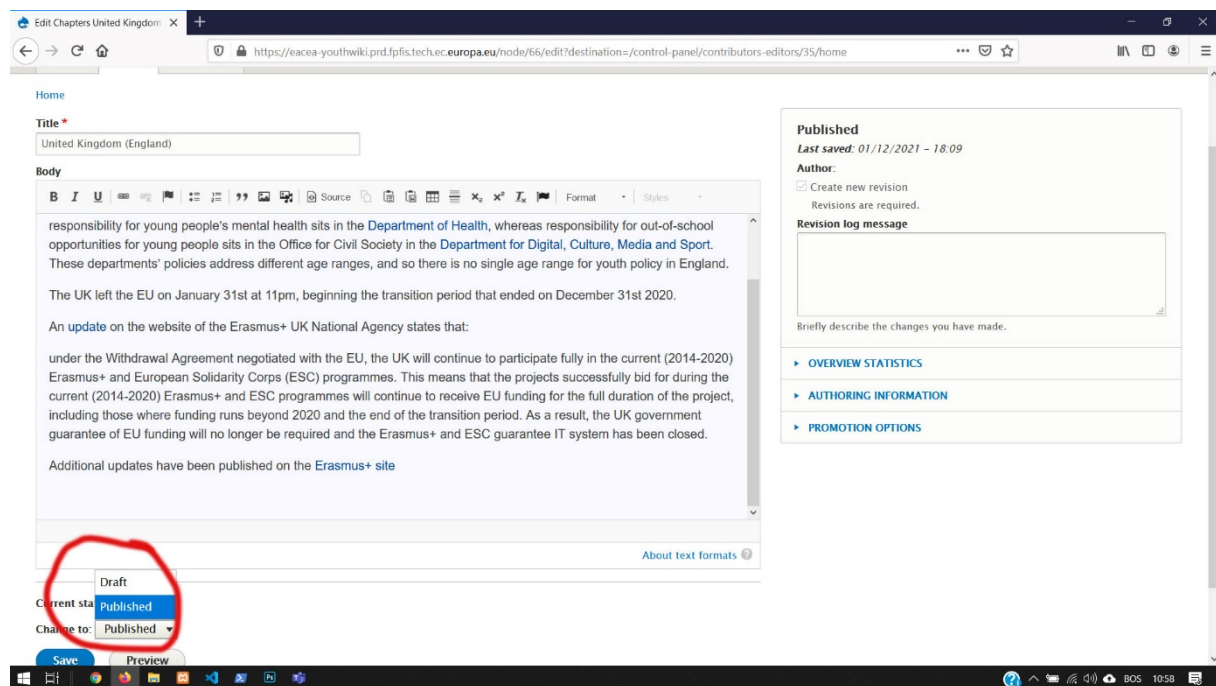 Edit Chapters United Kingdom
https://eacea-youthwiki.prd.fpfis.tech.ec.europa.eu/node/66/edit?destination=/control-panel/contributors-editors/35/home
Home
Title *
United Kingdom (England)
Body
B I U Source Format Styles
responsibility for young people's mental health sits in the Department of Health, whereas responsibility for out-of-school
opportunities for young people sits in the Office for Civil Society in the Department for Digital, Culture, Media and Sport.
These departments' policies address different age ranges, and so there is no single age range for youth policy in England.
The UK left the EU on January 31st at 11pm, beginning the transition period that ended on December 31st 2020.
An update on the website of the Erasmus+ UK National Agency states that:
under the Withdrawal Agreement negotiated with the EU, the UK will continue to participate fully in the current (2014-2020)
Erasmus+ and European Solidarity Corps (ESC) programmes. This means that the projects successfully bid for during the
current (2014-2020) Erasmus+ and ESC programmes will continue to receive EU funding for the full duration of the project,
including those where funding runs beyond 2020 and the end of the transition period. As a result, the UK government
guarantee of EU funding will no longer be required and the Erasmus+ and ESC guarantee IT system has been closed.
Additional updates have been published on the Erasmus+ site
About text formats
Draft
Current sta
Published
Change to: Published
Save Preview
Published
Last saved: 01/12/2021 - 18:09
Author:
Create new revision
Revisions are required.
Revision log message
Briefly describe the changes you have made.
OVERVIEW STATISTICS
AUTHORING INFORMATION
PROMOTION OPTIONS
BOS 10:58